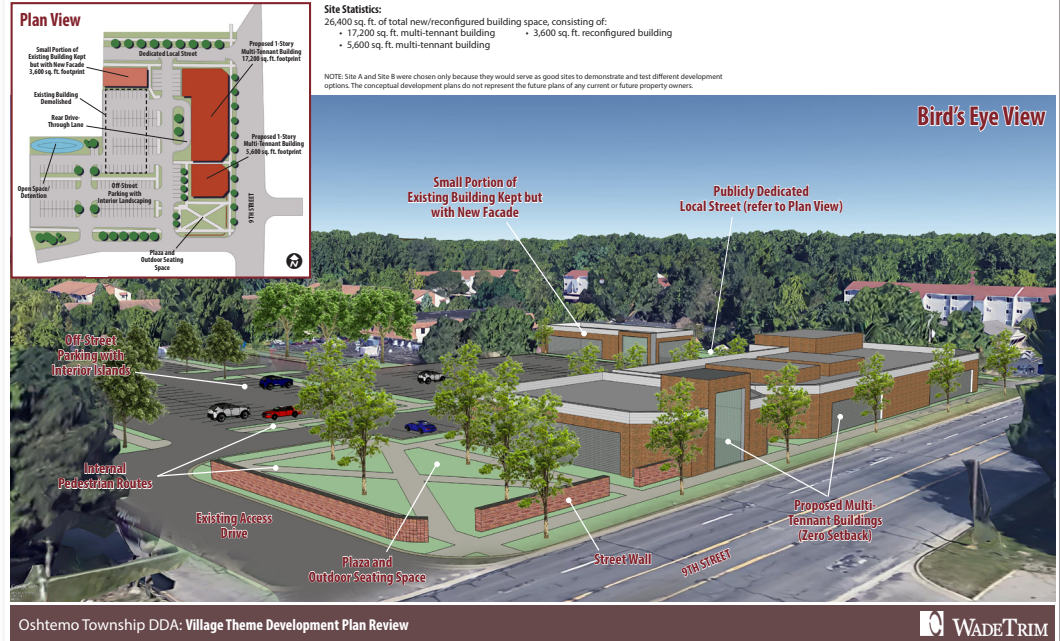 Plan View
Small Portion of
Existing Building Kept
but with New Facade
3,600 sq. ft. footprint
Existing Building
Demolished
Rear Drive-
Through Lane
Open Space/
Detention
Dedicated Local Street
Proposed 1-Story
Multi-Tennant Building
17,200 sq. ft. footprint
Proposed 1-Story
Multi-Tennant Building
5,600 sq. ft. footprint
Off-Street
Parking with
Interior Landscaping
9TH STREET
Plaza and
Outdoor Seating
Space
N
Site Statistics:
26,400 sq. ft. of total new/reconfigured building space, consisting of:
• 17,200 sq. ft. multi-tennant building • 3,600 sq. ft. reconfigured building
• 5,600 sq. ft. multi-tennant building
NOTE: Site A and Site B were chosen only because they would serve as good sites to demonstrate and test different development
options. The conceptual development plans do not represent the future plans of any current or future property owners.
Bird's Eye View
Small Portion of
Existing Building Kept but
with New Facade
Publicly Dedicated
Local Street (refer to Plan View)
Off-Street
Parking with
Interior Islands
Internal
Pedestrian Routes
Existing Access
Drive
Plaza and
Outdoor Seating Space
Street Wall
9TH STREET
Proposed Multi-
Tennant Buildings
(Zero Setback)
Oshtemo Township DDA: Village Theme Development Plan Review
WADETRIM